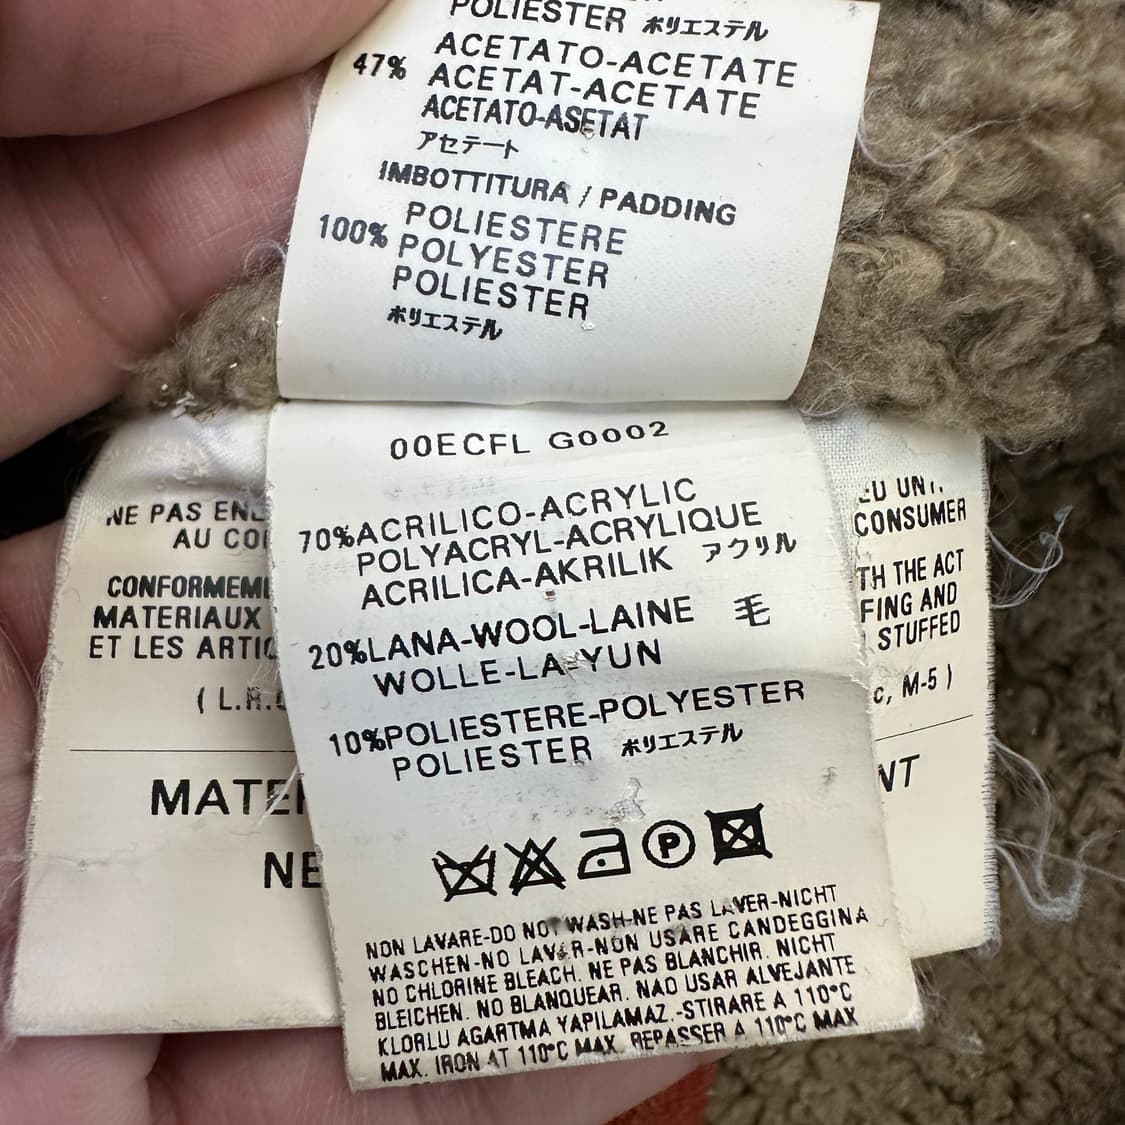 POLIESTER ポリエステル
47% ACETATO-ACETATE
ACETAT-ACETATE
ACETATO-ASETAT
アセテート
IMBOTTITURA / PADDING
100% POLIESTERE
POLYESTER
POLIESTER
ポリエステル
00ECFL G0002
70% ACRILICO-ACRYLIC
POLYACRYL-ACRYLIQUE
ACRILICA-AKRILIK アクリル
20% LANA-WOOL-LAINE 毛
WOLLE-LA-YUN
10% POLIESTERE-POLYESTER
POLIESTER ポリエステル
P
NON LAVARE-DO NOT WASH-NE PAS LAVER-NICHT
WASCHEN-NO LAVAR-NON USARE CANDEGGINA
NO CHLORINE BLEACH. NE PAS BLANCHIR. NICHT
BLEICHEN. NO BLANQUEAR. NAO USAR ALVEJANTE
KLORLU AGARTMA YAPILAMAZ.-STIRARE A 110°C
MAX. IRON AT 110°C MAX. REPASSER A 110°C MAX
NE PAS ENL
AU CO
CONFORMEM
MATERIAUX
ET LES ARTI
( L.R.
MATE
NE
CONSUMER
TH THE ACT
FING AND
STUFFED
c, M-5 )
NT